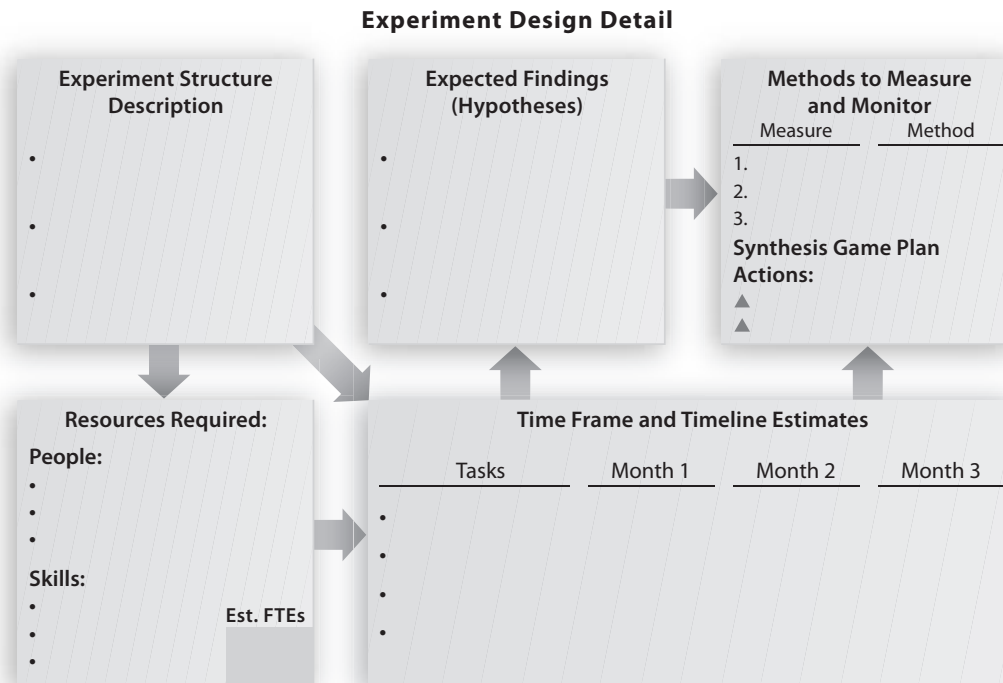 Experiment Design Detail
Experiment Structure
Description
•
•
•
Expected Findings
(Hypotheses)
•
•
•
Methods to Measure
and Monitor
Measure Method
1.
2.
3.
Synthesis Game Plan
Actions:
▲
▲
Resources Required:
People:
•
•
•
Skills:
•
•
•
Est. FTEs
Time Frame and Timeline Estimates
Tasks Month 1 Month 2 Month 3
•
•
•
•